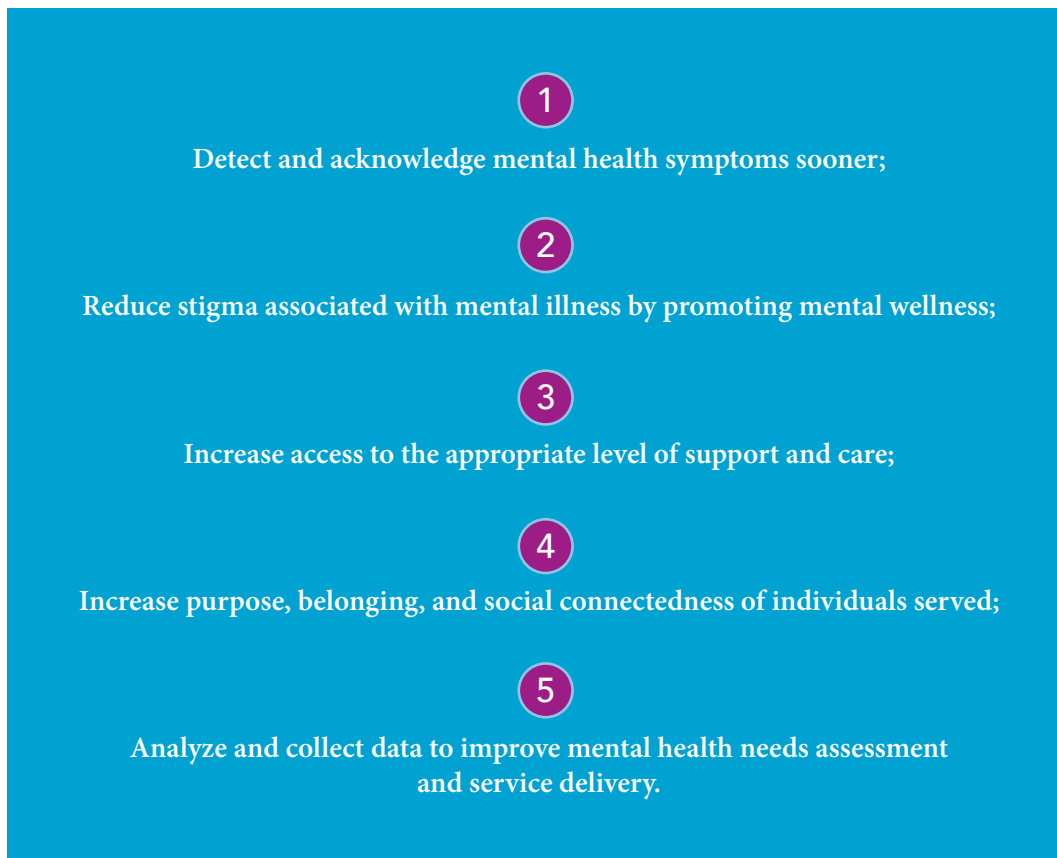 1
Detect and acknowledge mental health symptoms sooner;
2
Reduce stigma associated with mental illness by promoting mental wellness;
3
Increase access to the appropriate level of support and care;
4
Increase purpose, belonging, and social connectedness of individuals served;
5
Analyze and collect data to improve mental health needs assessment
and service delivery.